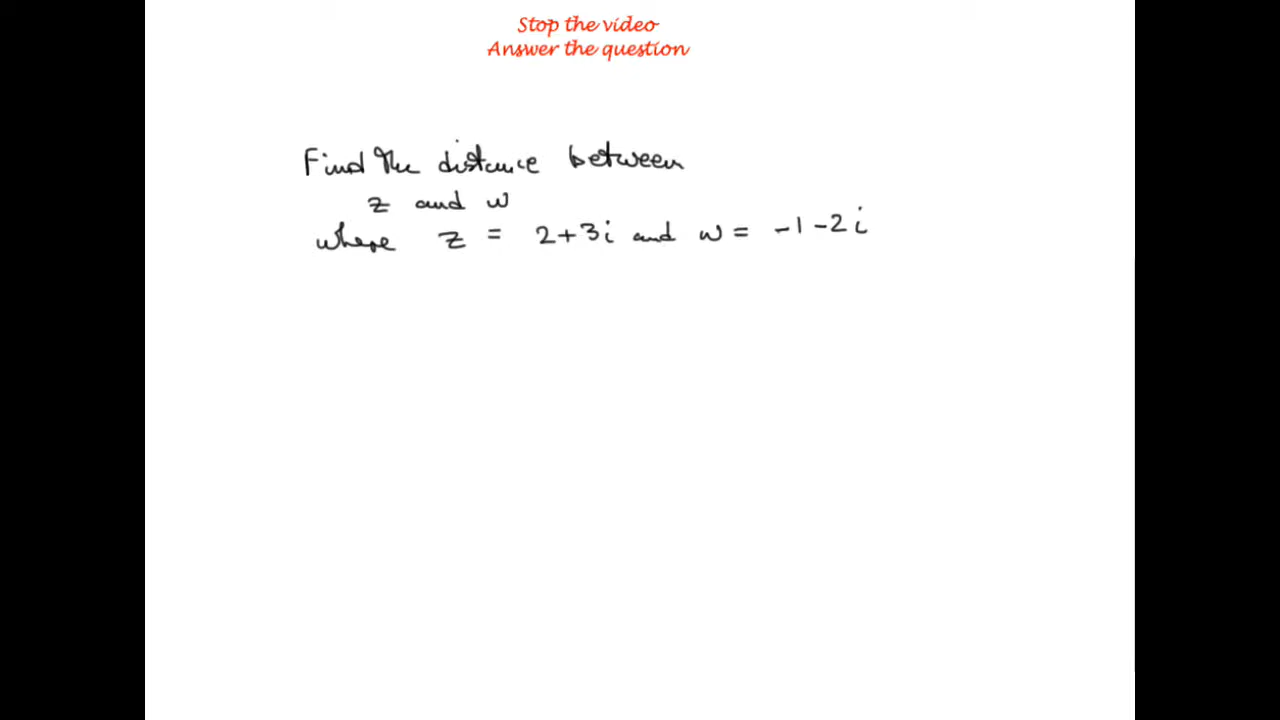 Stop the video
Answer the question
Find the distance between
z and w
where z = 2+3i and w = -1-2i